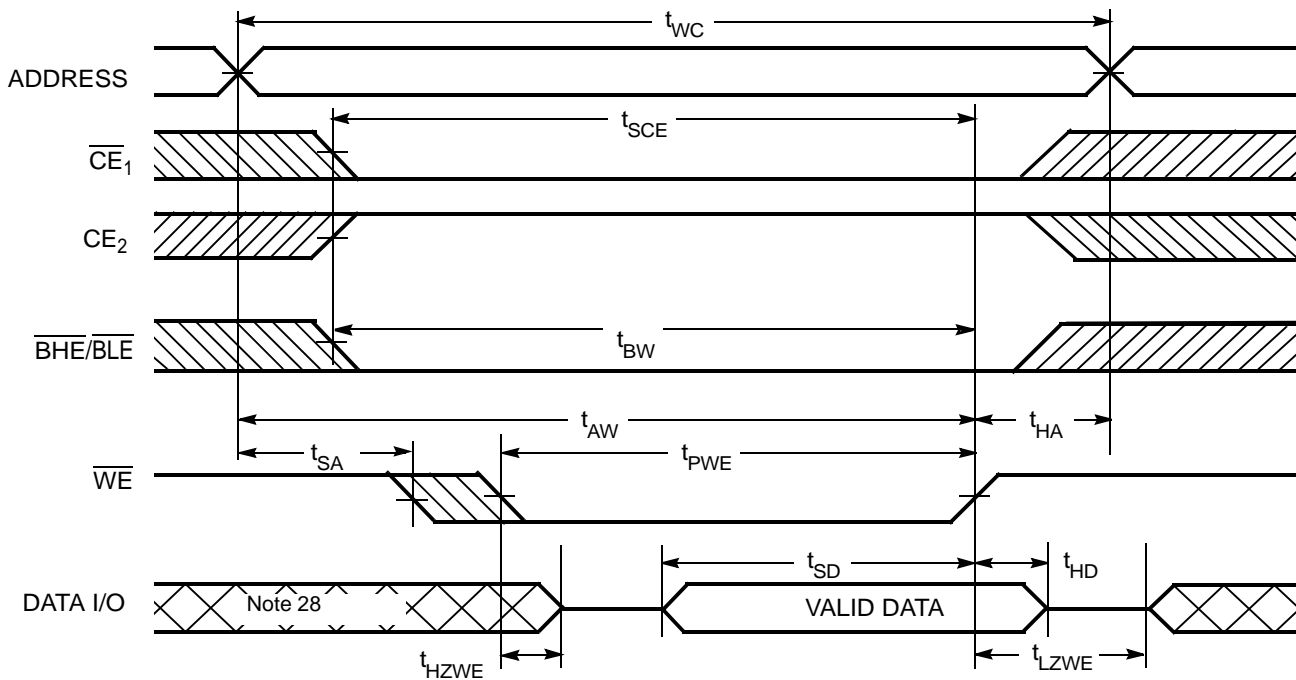 tWC
ADDRESS
tSCE
CE1
CE2
tBW
BHE/BLE
tAW
tHA
tSA
tPWE
WE
tSD
tHD
DATA I/O
Note 28
VALID DATA
tHZWE
tLZWE